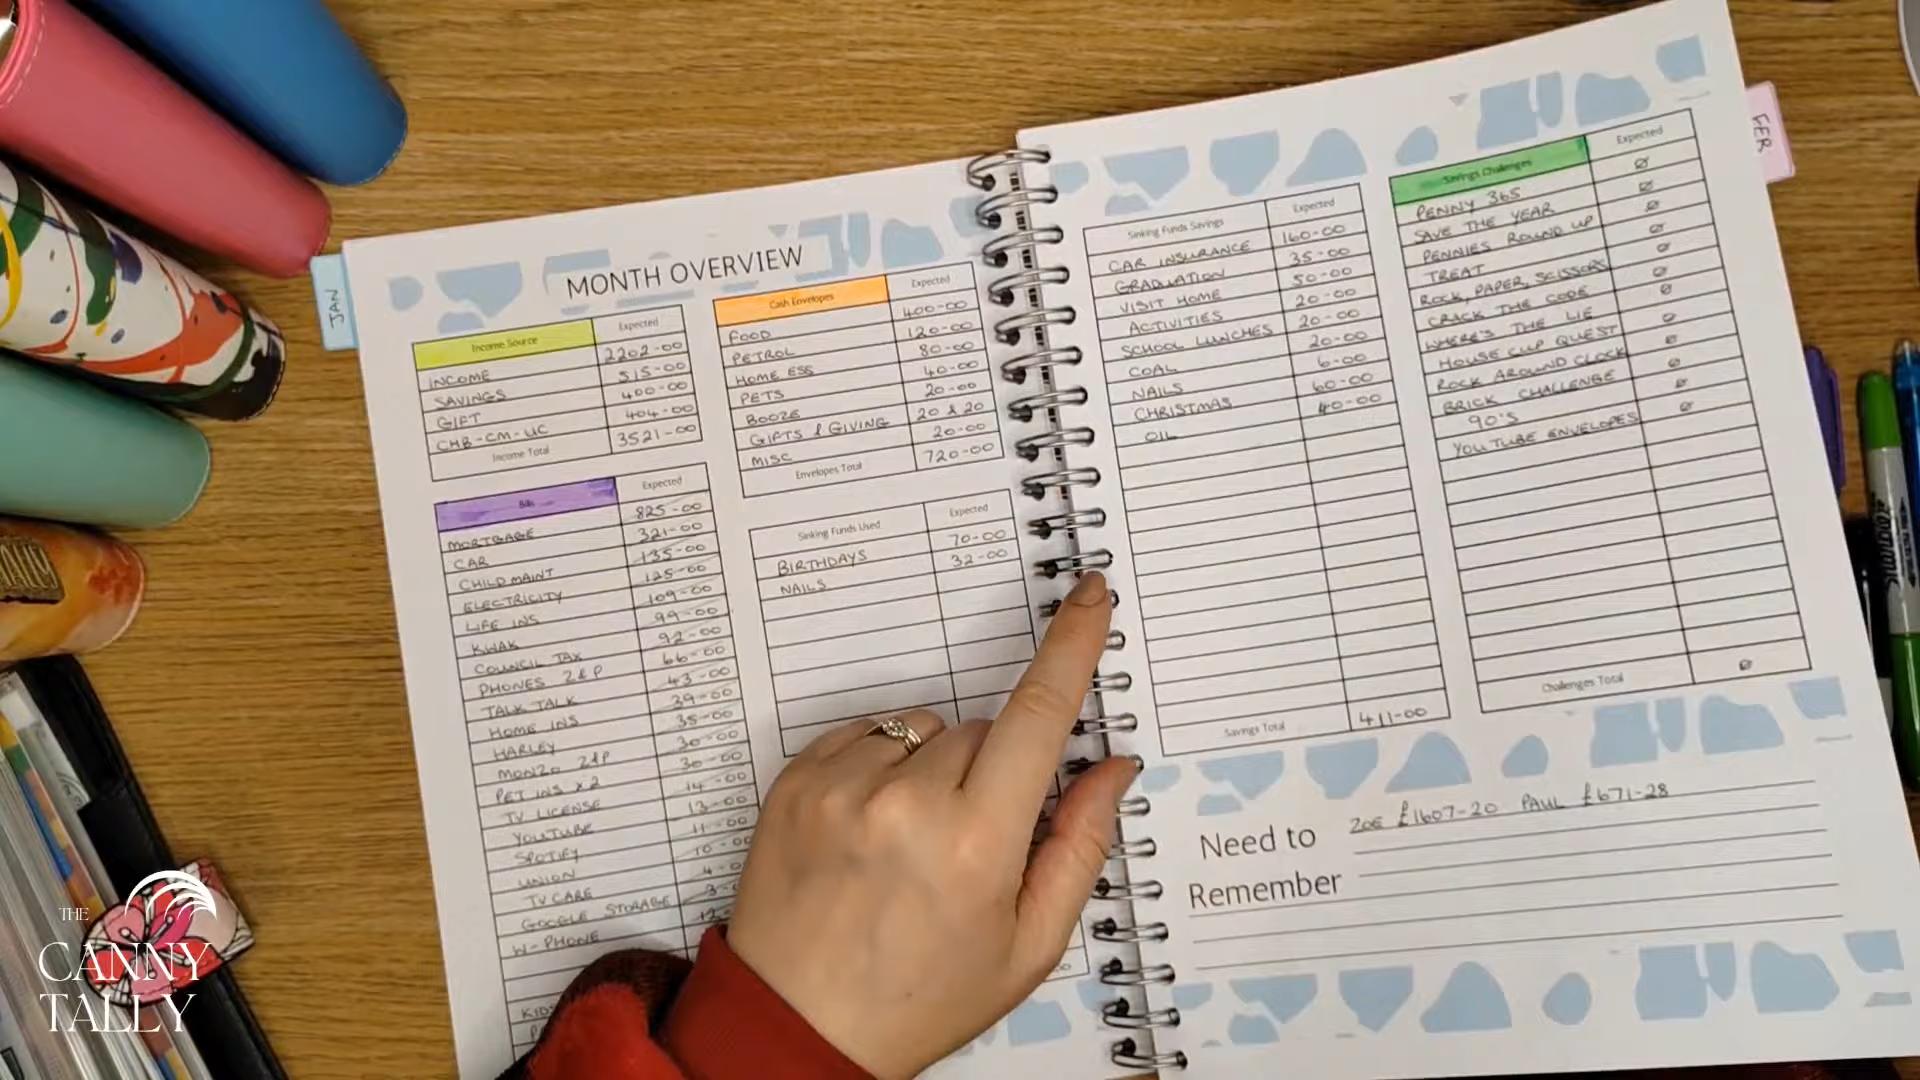 JAN
MONTH OVERVIEW
Income Source Expected
INCOME 2202-00
SAVINGS 515-00
GIFT 400-00
CHB-CM-UC 404-00
Income Total 3521-00
Bills Expected
MORTGAGE 825-00
CAR 321-00
CHILD MAINT 135-00
ELECTRICITY 125-00
LIFE INS 109-00
KWAK 99-00
COUNCIL TAX 92-00
PHONES Z&P 66-00
TALK TALK 43-00
HOME INS 39-00
HARLEY 35-00
MONZO Z&P 30-00
PET INS x 2 30-00
TV LICENSE 14-00
YOUTUBE 13-00
SPOTIFY 11-00
UNION 10-00
TV CARE 4-0
GOOGLE STORAGE 3-
W-PHONE 12-
KIDS
Cash Envelopes Expected
FOOD 400-00
PETROL 120-00
HOME ESS 80-00
PETS 40-00
BOOZE 20-00
GIFTS & GIVING 20 & 20
MISC 20-00
Envelopes Total 720-00
Sinking Funds Used Expected
BIRTHDAYS 70-00
NAILS 32-00
Sinking Funds Savings Expected
CAR INSURANCE 160-00
GRADUATION 35-00
VISIT HOME 50-00
ACTIVITIES 20-00
SCHOOL LUNCHES 20-00
COAL 20-00
NAILS 6-00
CHRISTMAS 60-00
OIL 40-00
Savings Total 411-00
Savings Challenges Expected
PENNY 365 Ø
SAVE THE YEAR Ø
PENNIES ROUND UP Ø
TREAT Ø
ROCK, PAPER, SCISSORS Ø
CRACK THE CODE Ø
WHERE'S THE LIE Ø
HOUSE CUP QUEST Ø
ROCK AROUND CLOCK Ø
BRICK CHALLENGE Ø
90'S Ø
YOUTUBE ENVELOPES Ø
Challenges Total Ø
FEB
Need to
Remember
ZOE £1607-20 PAUL £671-28
THE
CANNY
TALLY